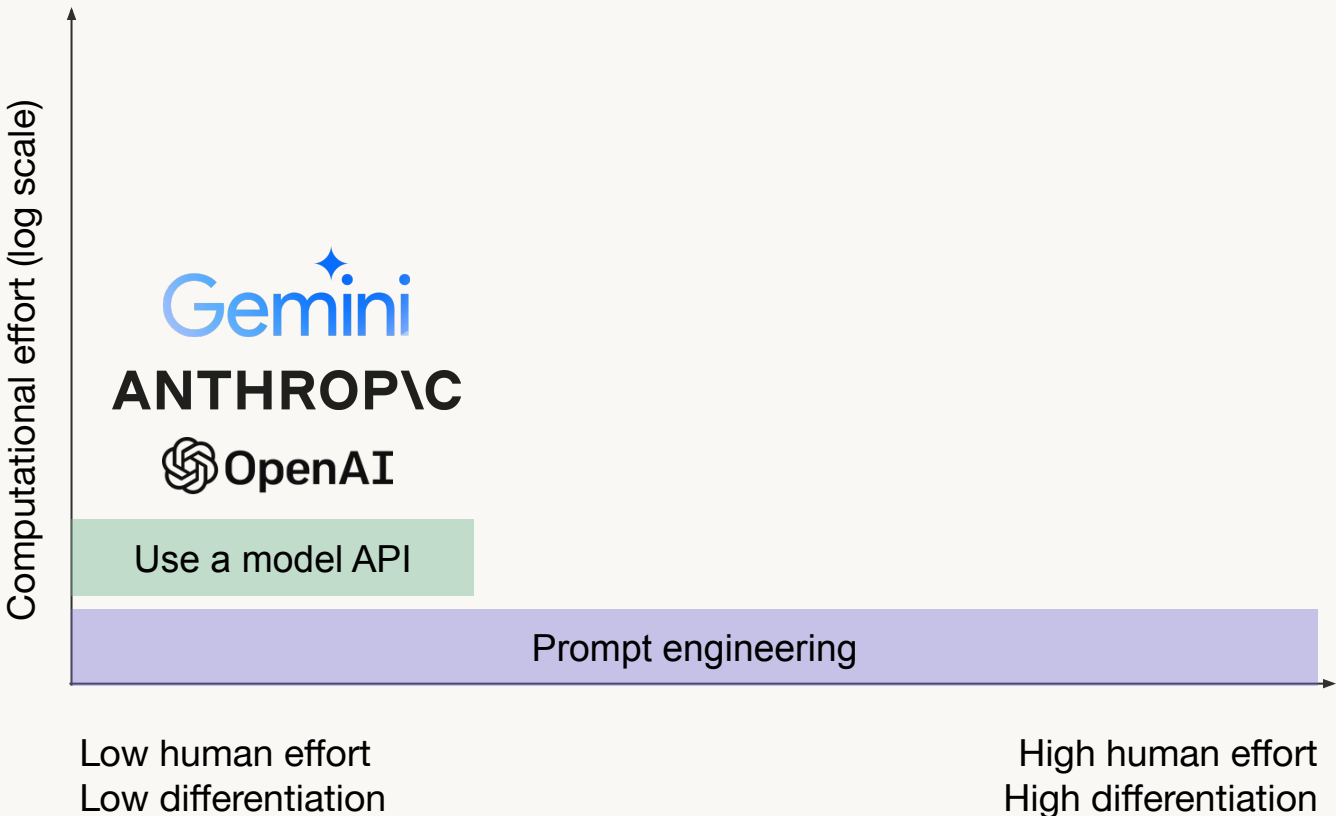 Computational effort (log scale)
Gemini
ANTHROP\C
OpenAI
Use a model API
Prompt engineering
Low human effort
Low differentiation
High human effort
High differentiation